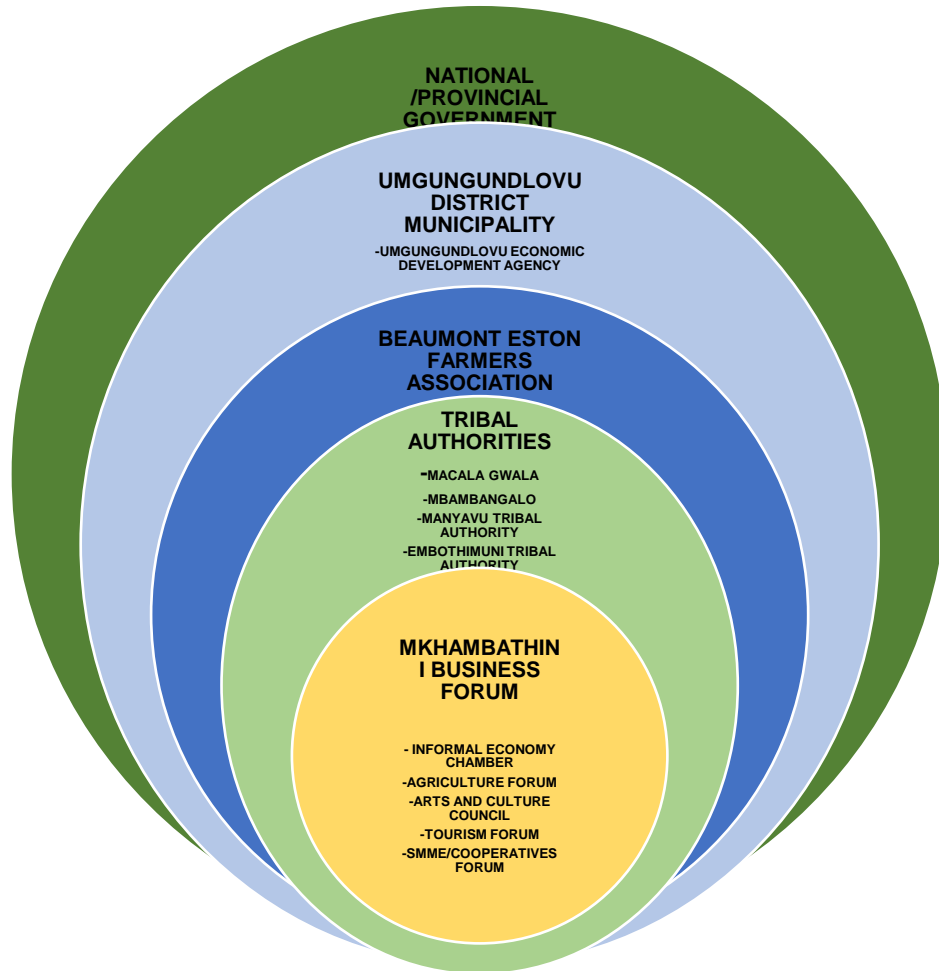 NATIONAL
/PROVINCIAL
GOVERNMENT
UMGUNGUNDLOVU
DISTRICT
MUNICIPALITY
-UMGUNGUNDLOVU ECONOMIC
DEVELOPMENT AGENCY
BEAUMONT ESTON
FARMERS
ASSOCIATION
TRIBAL
AUTHORITIES
-MACALA GWALA
-MBAMBANGALO
-MANYAVU TRIBAL
AUTHORITY
-EMBOTHIMUNI TRIBAL
AUTHORITY
MKHAMBATHIN
I BUSINESS
FORUM
- INFORMAL ECONOMY
CHAMBER
-AGRICULTURE FORUM
-ARTS AND CULTURE
COUNCIL
-TOURISM FORUM
-SMME/COOPERATIVES
FORUM